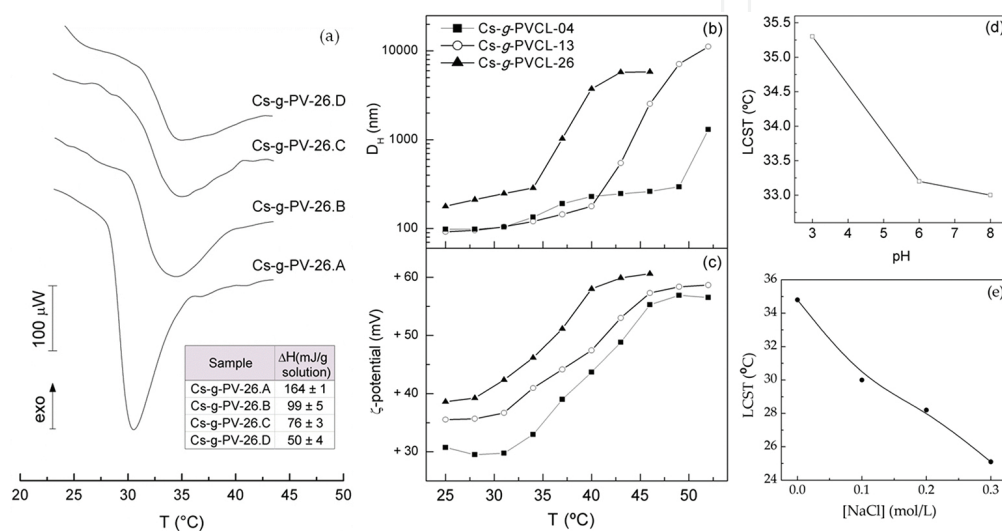 (a)
Cs-g-PV-26.D
Cs-g-PV-26.C
Cs-g-PV-26.B
Cs-g-PV-26.A
100 µW
exo
Sample ΔH(mJ/g solution)
Cs-g-PV-26.A 164 ± 1
Cs-g-PV-26.B 99 ± 5
Cs-g-PV-26.C 76 ± 3
Cs-g-PV-26.D 50 ± 4
20 25 30 35 40 45 50
T (°C)
(b)
Cs-g-PVCL-04
Cs-g-PVCL-13
Cs-g-PVCL-26
10000
1000
100
D_H (nm)
(c)
+ 60
+ 50
+ 40
+ 30
ζ-potential (mV)
25 30 35 40 45 50
T (ºC)
(d)
35.5
35.0
34.5
34.0
33.5
33.0
LCST (ºC)
3 4 5 6 7 8
pH
(e)
36
34
32
30
28
26
24
LCST (ºC)
0.0 0.1 0.2 0.3
[NaCl] (mol/L)